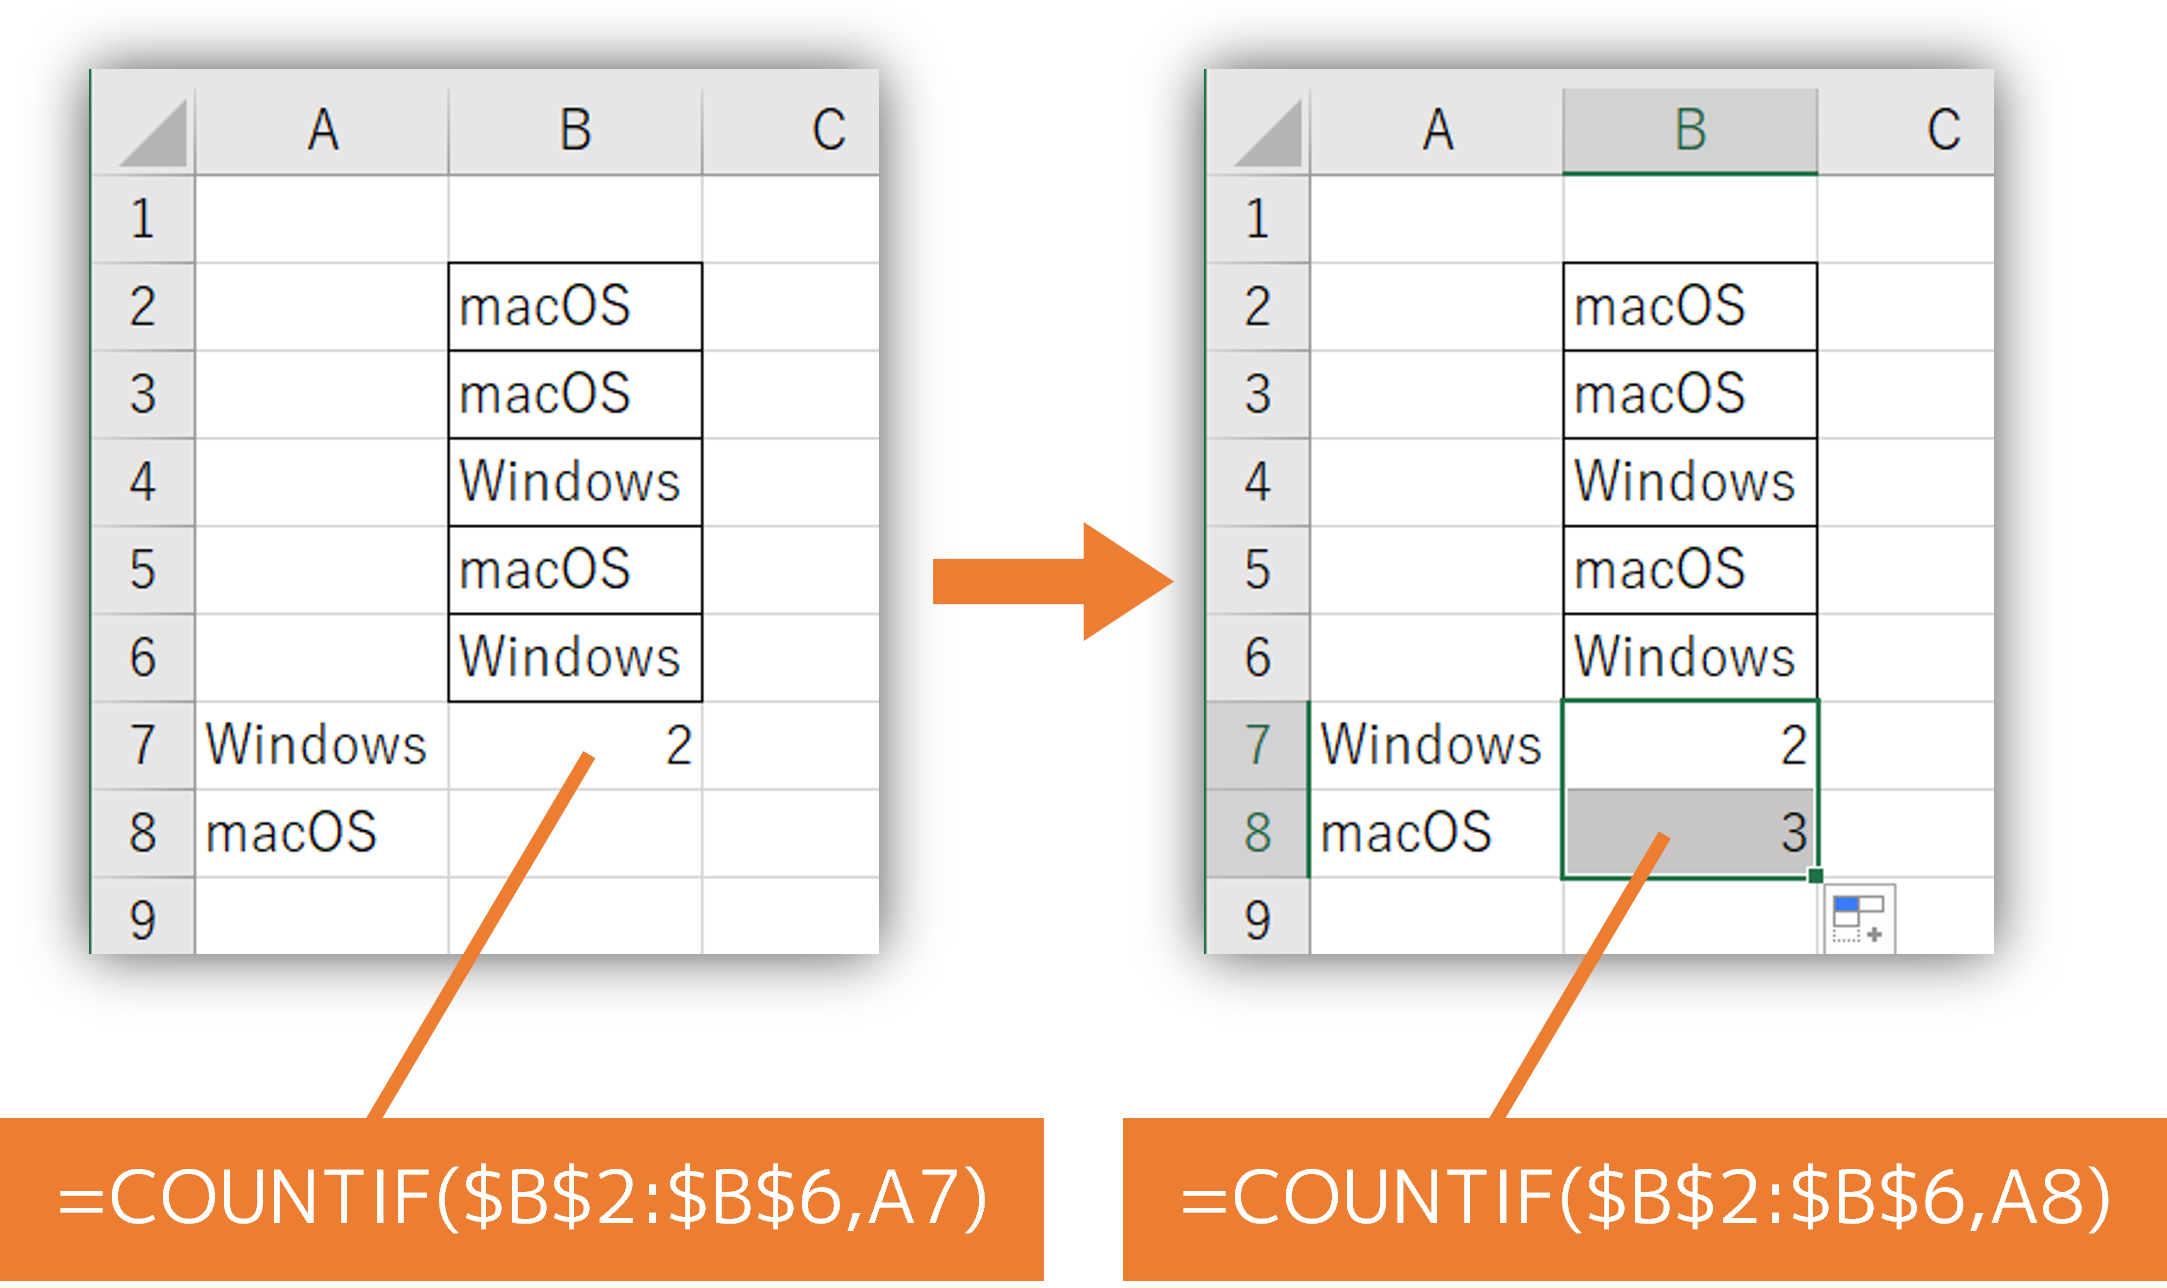 A B C
1
2 macOS
3 macOS
4 Windows
5 macOS
6 Windows
7 Windows 2
8 macOS
9
=COUNTIF($B$2:$B$6,A7)
A B C
1
2 macOS
3 macOS
4 Windows
5 macOS
6 Windows
7 Windows 2
8 macOS 3
9
=COUNTIF($B$2:$B$6,A8)